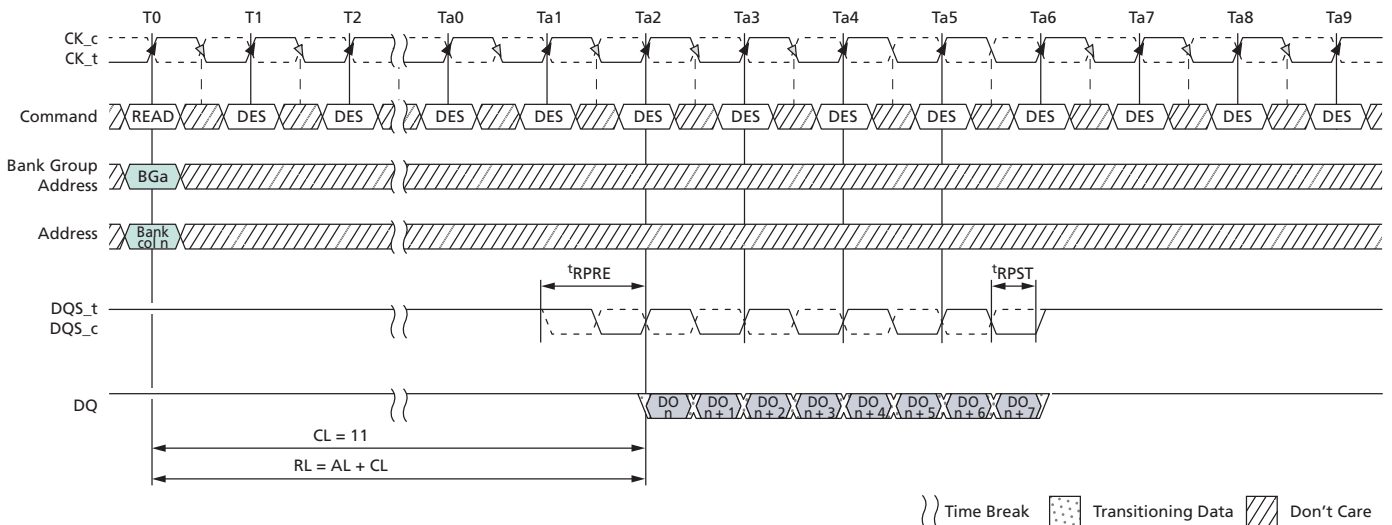 T0 T1 T2 Ta0 Ta1 Ta2 Ta3 Ta4 Ta5 Ta6 Ta7 Ta8 Ta9
CK_c
CK_t
Command READ DES DES DES DES DES DES DES DES DES DES DES DES
Bank Group
Address
BGa
Address
Bank
col n
tRPRE tRPST
DQS_t
DQS_c
DQ
DO n DO n + 1 DO n + 2 DO n + 3 DO n + 4 DO n + 5 DO n + 6 DO n + 7
CL = 11
RL = AL + CL
Time Break Transitioning Data Don't Care